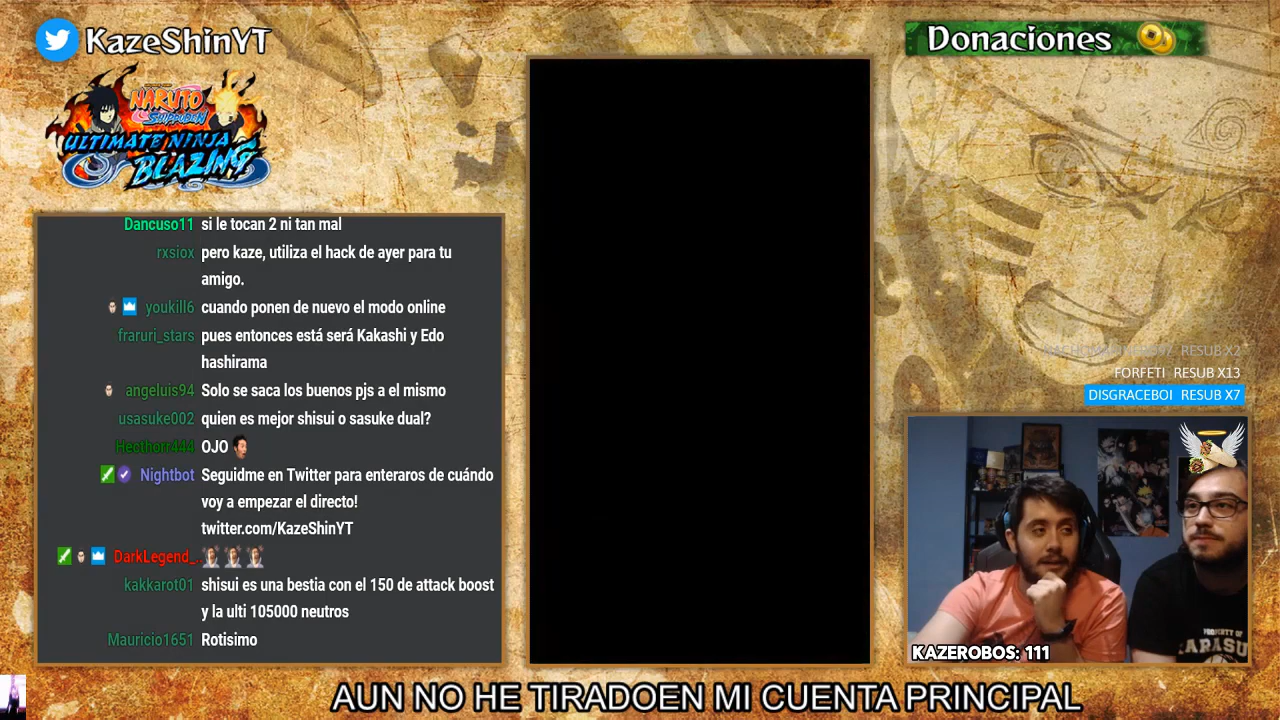 KazeShinYT
Donaciones
NARUTO
SHIPPUDEN
ULTIMATE NINJA
BLAZING
Dancuso11 si le tocan 2 ni tan mal
rxsiox pero kaze, utiliza el hack de ayer para tu
amigo.
youkill6 cuando ponen de nuevo el modo online
fraruri_stars pues entonces está será Kakashi y Edo
hashirama
angeluis94 Solo se saca los buenos pjs a el mismo
usasuke002 quien es mejor shisui o sasuke dual?
Hecthorr444 OJO
Nightbot Seguidme en Twitter para enteraros de cuándo
voy a empezar el directo!
twitter.com/KazeShinYT
DarkLegend_..
kakkarot01 shisui es una bestia con el 150 de attack boost
y la ulti 105000 neutros
Mauricio1651 Rotisimo
RESUB X2
FORFETI RESUB X13
DISGRACEBOI RESUB X7
PROPERTY OF
KARASU
KAZEROBOS: 111
AUN NO HE TIRADOEN MI CUENTA PRINCIPAL